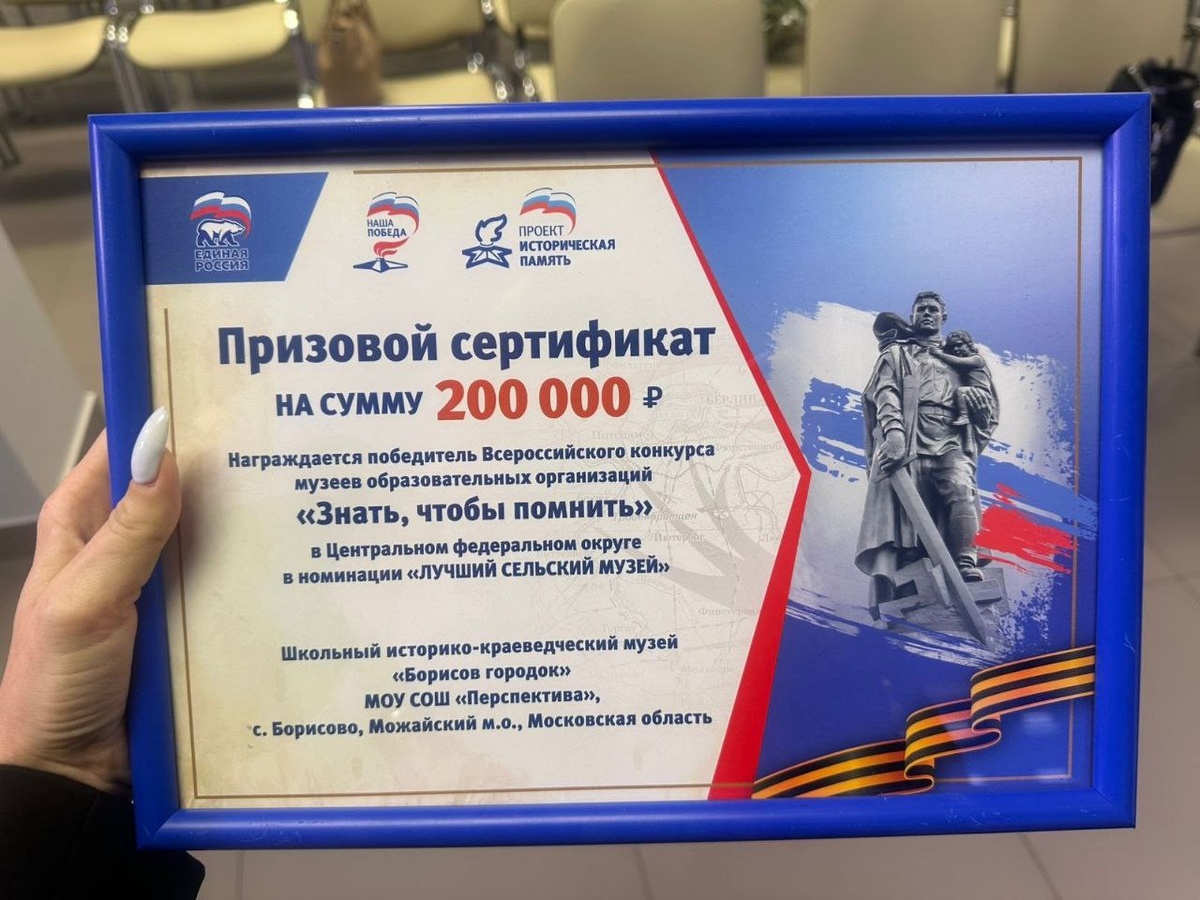 ЕДИНАЯ
РОССИЯ
НАША
ПОБЕДА
ПРОЕКТ
ИСТОРИЧЕСКАЯ
ПАМЯТЬ
Призовой сертификат
НА СУММУ 200 000 ₽
Награждается победитель Всероссийского конкурса
музеев образовательных организаций
«Знать, чтобы помнить»
в Центральном федеральном округе
в номинации «ЛУЧШИЙ СЕЛЬСКИЙ МУЗЕЙ»
Школьный историко-краеведческий музей
«Борисов городок»
МОУ СОШ «Перспектива»,
с. Борисово, Можайский м.о., Московская область
БЕРЛИН